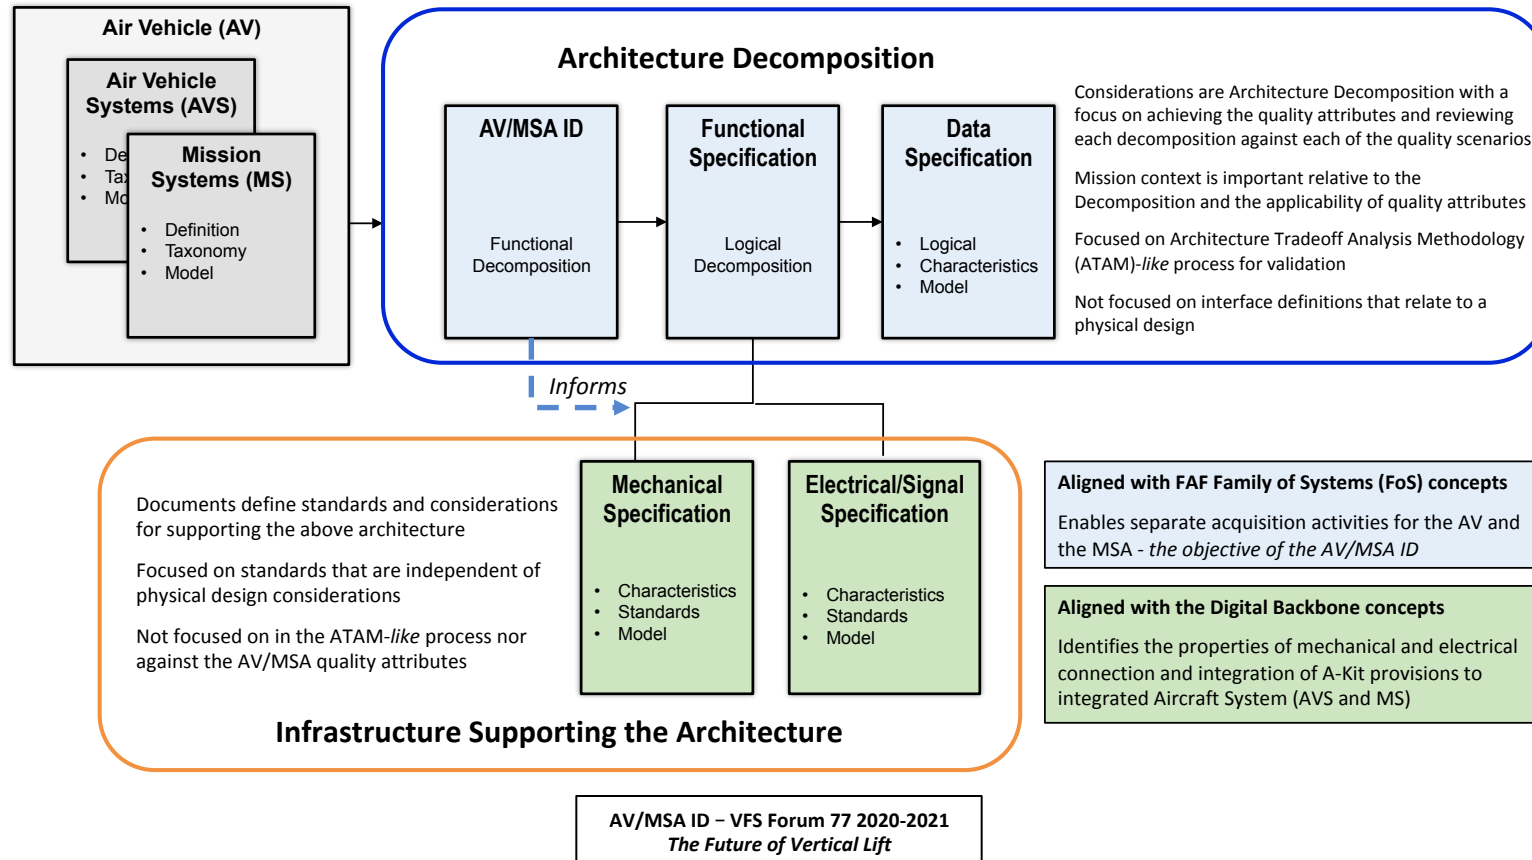 Air Vehicle (AV)
Air Vehicle
Systems (AVS)
• De
• Tax
• Mo
Mission
Systems (MS)
• Definition
• Taxonomy
• Model
Architecture Decomposition
AV/MSA ID
Functional
Decomposition
Functional
Specification
Logical
Decomposition
Data
Specification
• Logical
• Characteristics
• Model
Considerations are Architecture Decomposition with a
focus on achieving the quality attributes and reviewing
each decomposition against each of the quality scenarios
Mission context is important relative to the
Decomposition and the applicability of quality attributes
Focused on Architecture Tradeoff Analysis Methodology
(ATAM)-like process for validation
Not focused on interface definitions that relate to a
physical design
Informs
Documents define standards and considerations
for supporting the above architecture
Focused on standards that are independent of
physical design considerations
Not focused on in the ATAM-like process nor
against the AV/MSA quality attributes
Mechanical
Specification
• Characteristics
• Standards
• Model
Electrical/Signal
Specification
• Characteristics
• Standards
• Model
Infrastructure Supporting the Architecture
Aligned with FAF Family of Systems (FoS) concepts
Enables separate acquisition activities for the AV and
the MSA - the objective of the AV/MSA ID
Aligned with the Digital Backbone concepts
Identifies the properties of mechanical and electrical
connection and integration of A-Kit provisions to
integrated Aircraft System (AVS and MS)
AV/MSA ID – VFS Forum 77 2020-2021
The Future of Vertical Lift